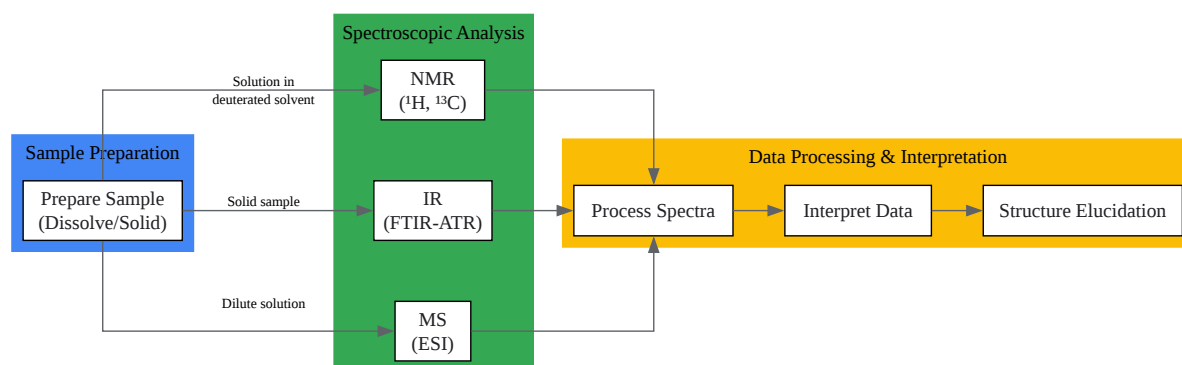 Spectroscopic Analysis
NMR
(¹H, ¹³C)
Solution in
deuterated solvent
Sample Preparation
Prepare Sample
(Dissolve/Solid)
Solid sample
IR
(FTIR-ATR)
Dilute solution
MS
(ESI)
Data Processing & Interpretation
Process Spectra
Interpret Data
Structure Elucidation